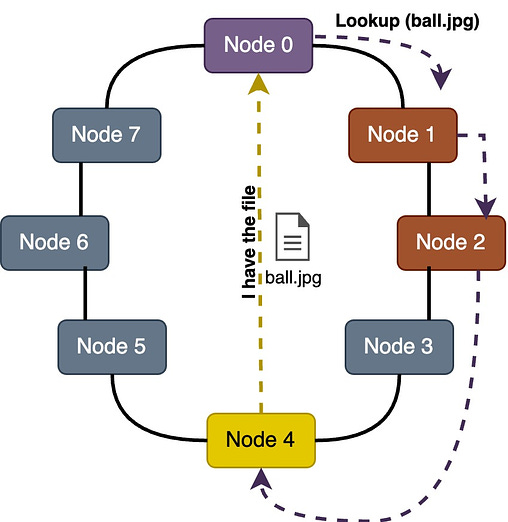 Lookup (ball.jpg)
Node 0
Node 7
Node 1
I have the file
ball.jpg
Node 6
Node 2
Node 5
Node 3
Node 4